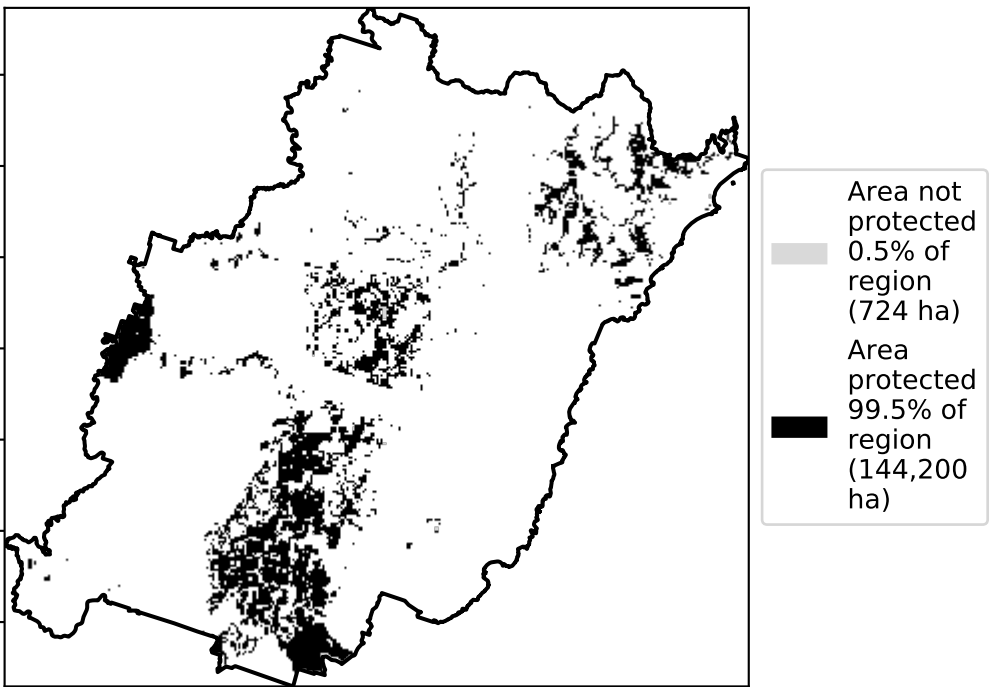 Area not
protected
0.5% of
region
(724 ha)
Area
protected
99.5% of
region
(144,200
ha)